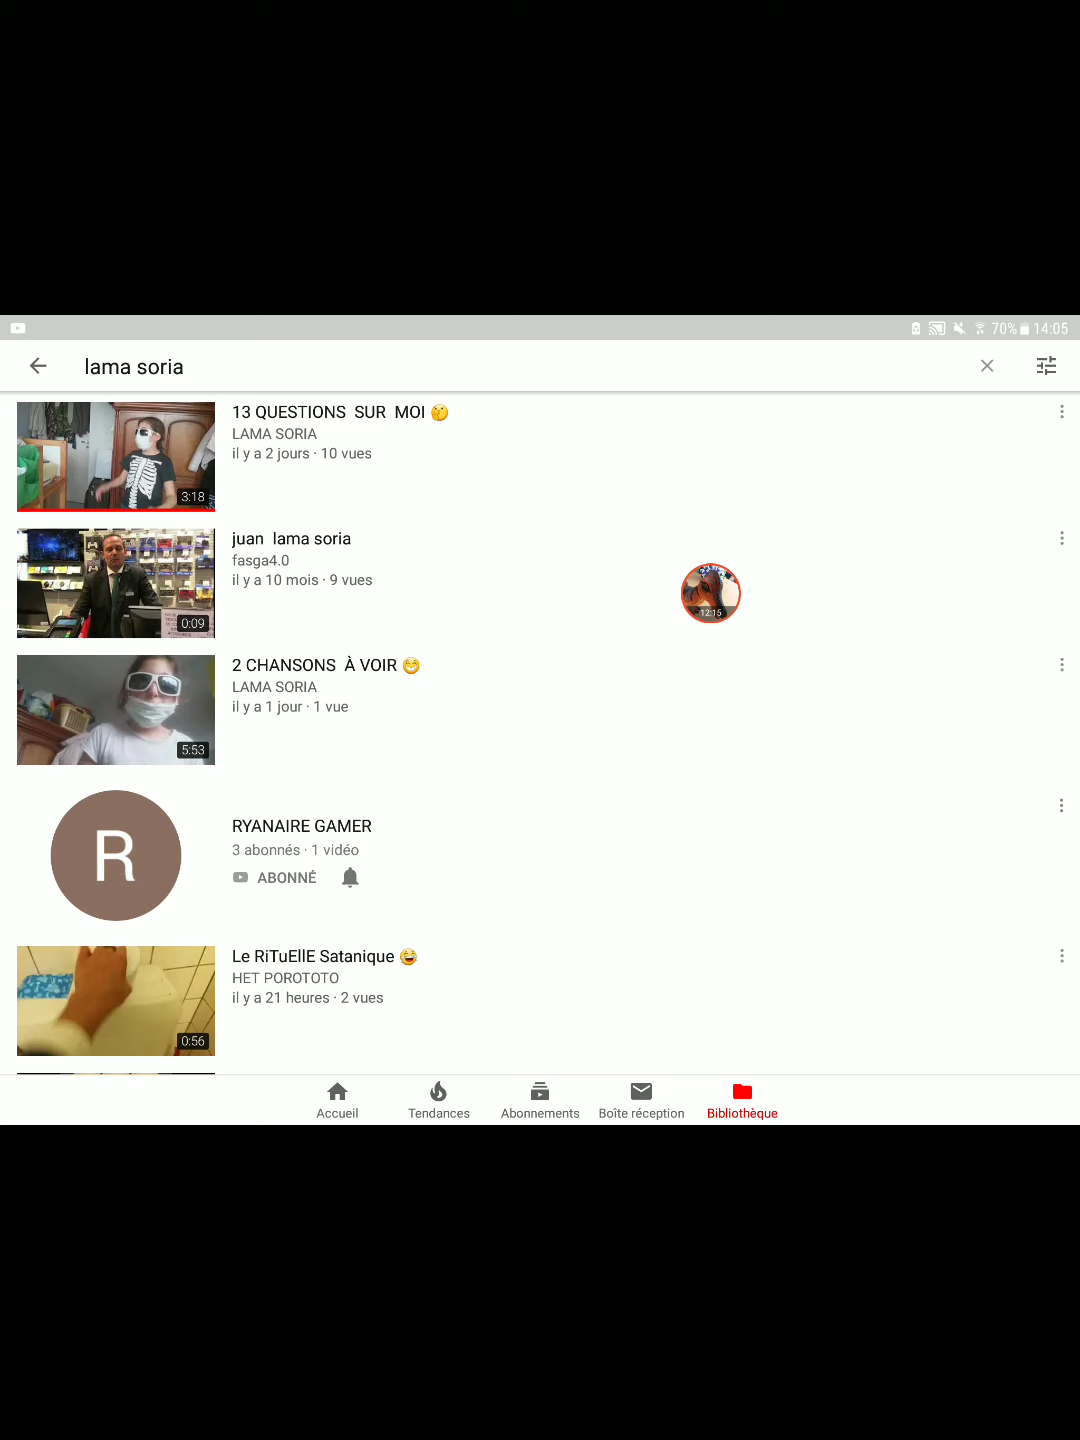 70% 14:05
lama soria
13 QUESTIONS SUR MOI 🤔
LAMA SORIA
il y a 2 jours · 10 vues
3:18
juan lama soria
fasga4.0
il y a 10 mois · 9 vues
0:09
12:15
2 CHANSONS À VOIR 😁
LAMA SORIA
il y a 1 jour · 1 vue
5:53
R
RYANAIRE GAMER
3 abonnés · 1 vidéo
ABONNÉ
Le RiTuEllE Satanique 😂
HET POROTOTO
il y a 21 heures · 2 vues
0:56
Accueil
Tendances
Abonnements
Boîte réception
Bibliothèque